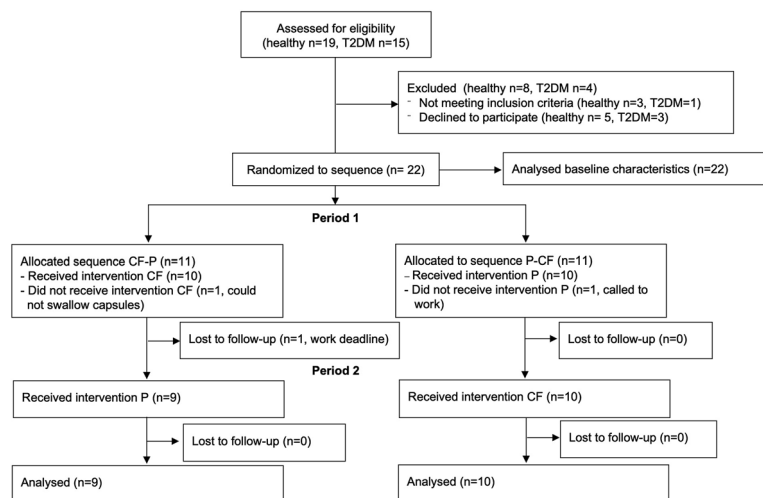 Assessed for eligibility
(healthy n=19, T2DM n=15)
Excluded (healthy n=8, T2DM n=4)
- Not meeting inclusion criteria (healthy n=3, T2DM=1)
- Declined to participate (healthy n= 5, T2DM=3)
Randomized to sequence (n= 22)
Analysed baseline characteristics (n=22)
Period 1
Allocated sequence CF-P (n=11)
- Received intervention CF (n=10)
- Did not receive intervention CF (n=1, could
not swallow capsules)
Allocated to sequence P-CF (n=11)
- Received intervention P (n=10)
- Did not receive intervention P (n=1, called to
work)
Lost to follow-up (n=1, work deadline)
Lost to follow-up (n=0)
Period 2
Received intervention P (n=9)
Received intervention CF (n=10)
Lost to follow-up (n=0)
Lost to follow-up (n=0)
Analysed (n=9)
Analysed (n=10)